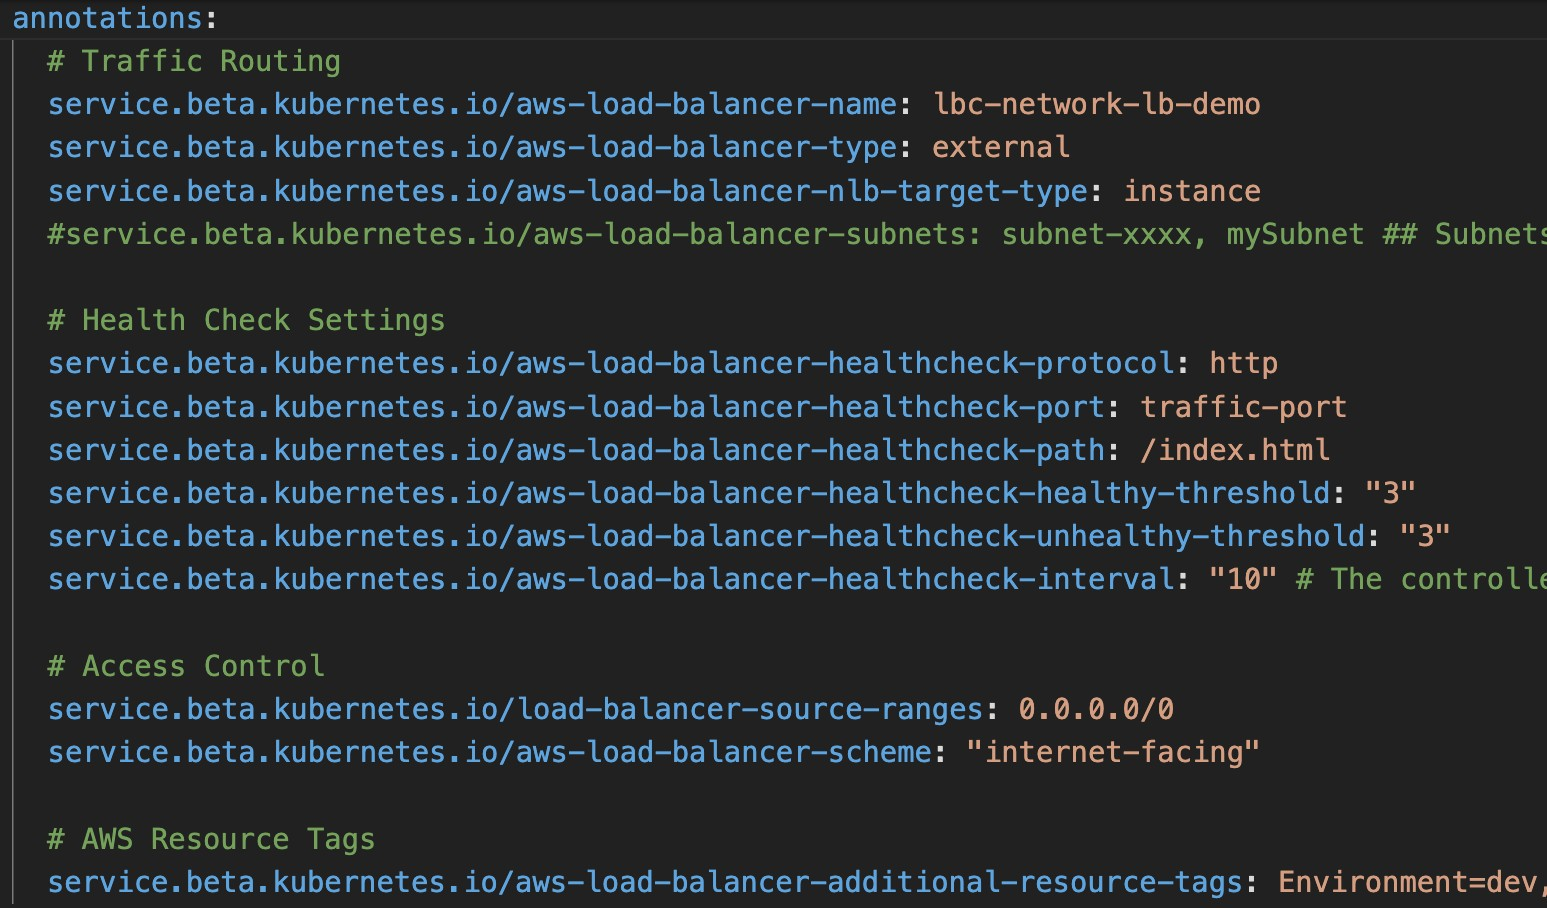 annotations:
# Traffic Routing
service.beta.kubernetes.io/aws-load-balancer-name: lbc-network-lb-demo
service.beta.kubernetes.io/aws-load-balancer-type: external
service.beta.kubernetes.io/aws-load-balancer-nlb-target-type: instance
#service.beta.kubernetes.io/aws-load-balancer-subnets: subnet-xxxx, mySubnet ## Subnets
# Health Check Settings
service.beta.kubernetes.io/aws-load-balancer-healthcheck-protocol: http
service.beta.kubernetes.io/aws-load-balancer-healthcheck-port: traffic-port
service.beta.kubernetes.io/aws-load-balancer-healthcheck-path: /index.html
service.beta.kubernetes.io/aws-load-balancer-healthcheck-healthy-threshold: "3"
service.beta.kubernetes.io/aws-load-balancer-healthcheck-unhealthy-threshold: "3"
service.beta.kubernetes.io/aws-load-balancer-healthcheck-interval: "10" # The controlle
# Access Control
service.beta.kubernetes.io/load-balancer-source-ranges: 0.0.0.0/0
service.beta.kubernetes.io/aws-load-balancer-scheme: "internet-facing"
# AWS Resource Tags
service.beta.kubernetes.io/aws-load-balancer-additional-resource-tags: Environment=dev,